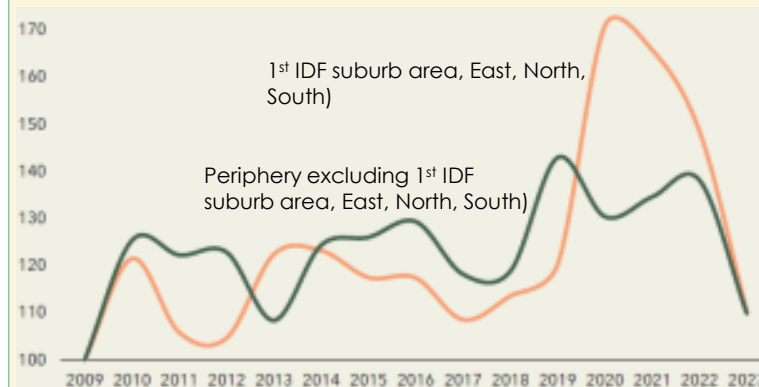 170
160
1st IDF suburb area, East, North,
South)
150
140
Periphery excluding 1st IDF
suburb area, East, North, South)
130
120
110
100
2009 2010 2011 2012 2013 2014 2015 2016 2017 2018 2019 2020 2021 2022